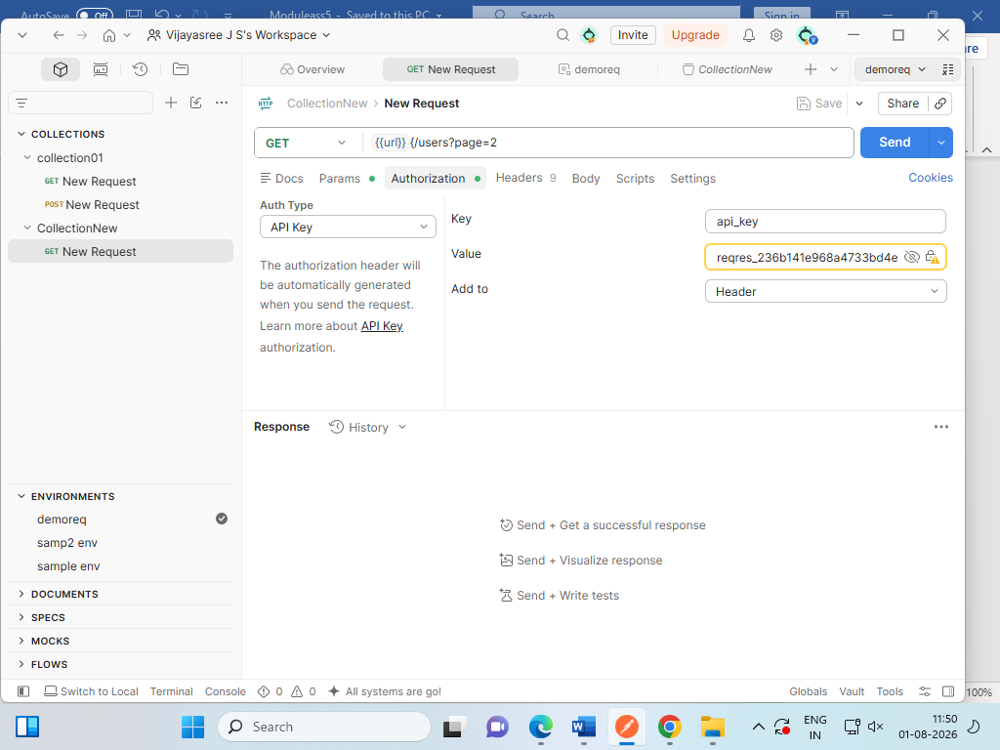 AutoSave Off Moduleass5 - Saved to this PC Search Sign in
Vijayasree J S's Workspace Invite Upgrade
Overview GET New Request demoreq CollectionNew demoreq
CollectionNew > New Request Save Share
COLLECTIONS
collection01
GET New Request
POST New Request
CollectionNew
GET New Request
GET {{url}} {/users?page=2 Send
Docs Params Authorization Headers 9 Body Scripts Settings Cookies
Auth Type
API Key
The authorization header will
be automatically generated
when you send the request.
Learn more about API Key
authorization.
Key api_key
Value reqres_236b141e968a4733bd4e
Add to Header
Response History
Send + Get a successful response
Send + Visualize response
Send + Write tests
ENVIRONMENTS
demoreq
samp2 env
sample env
DOCUMENTS
SPECS
MOCKS
FLOWS
Switch to Local Terminal Console 0 0 All systems are go! Globals Vault Tools
100%
Search
ENG
IN
11:50
01-08-2026